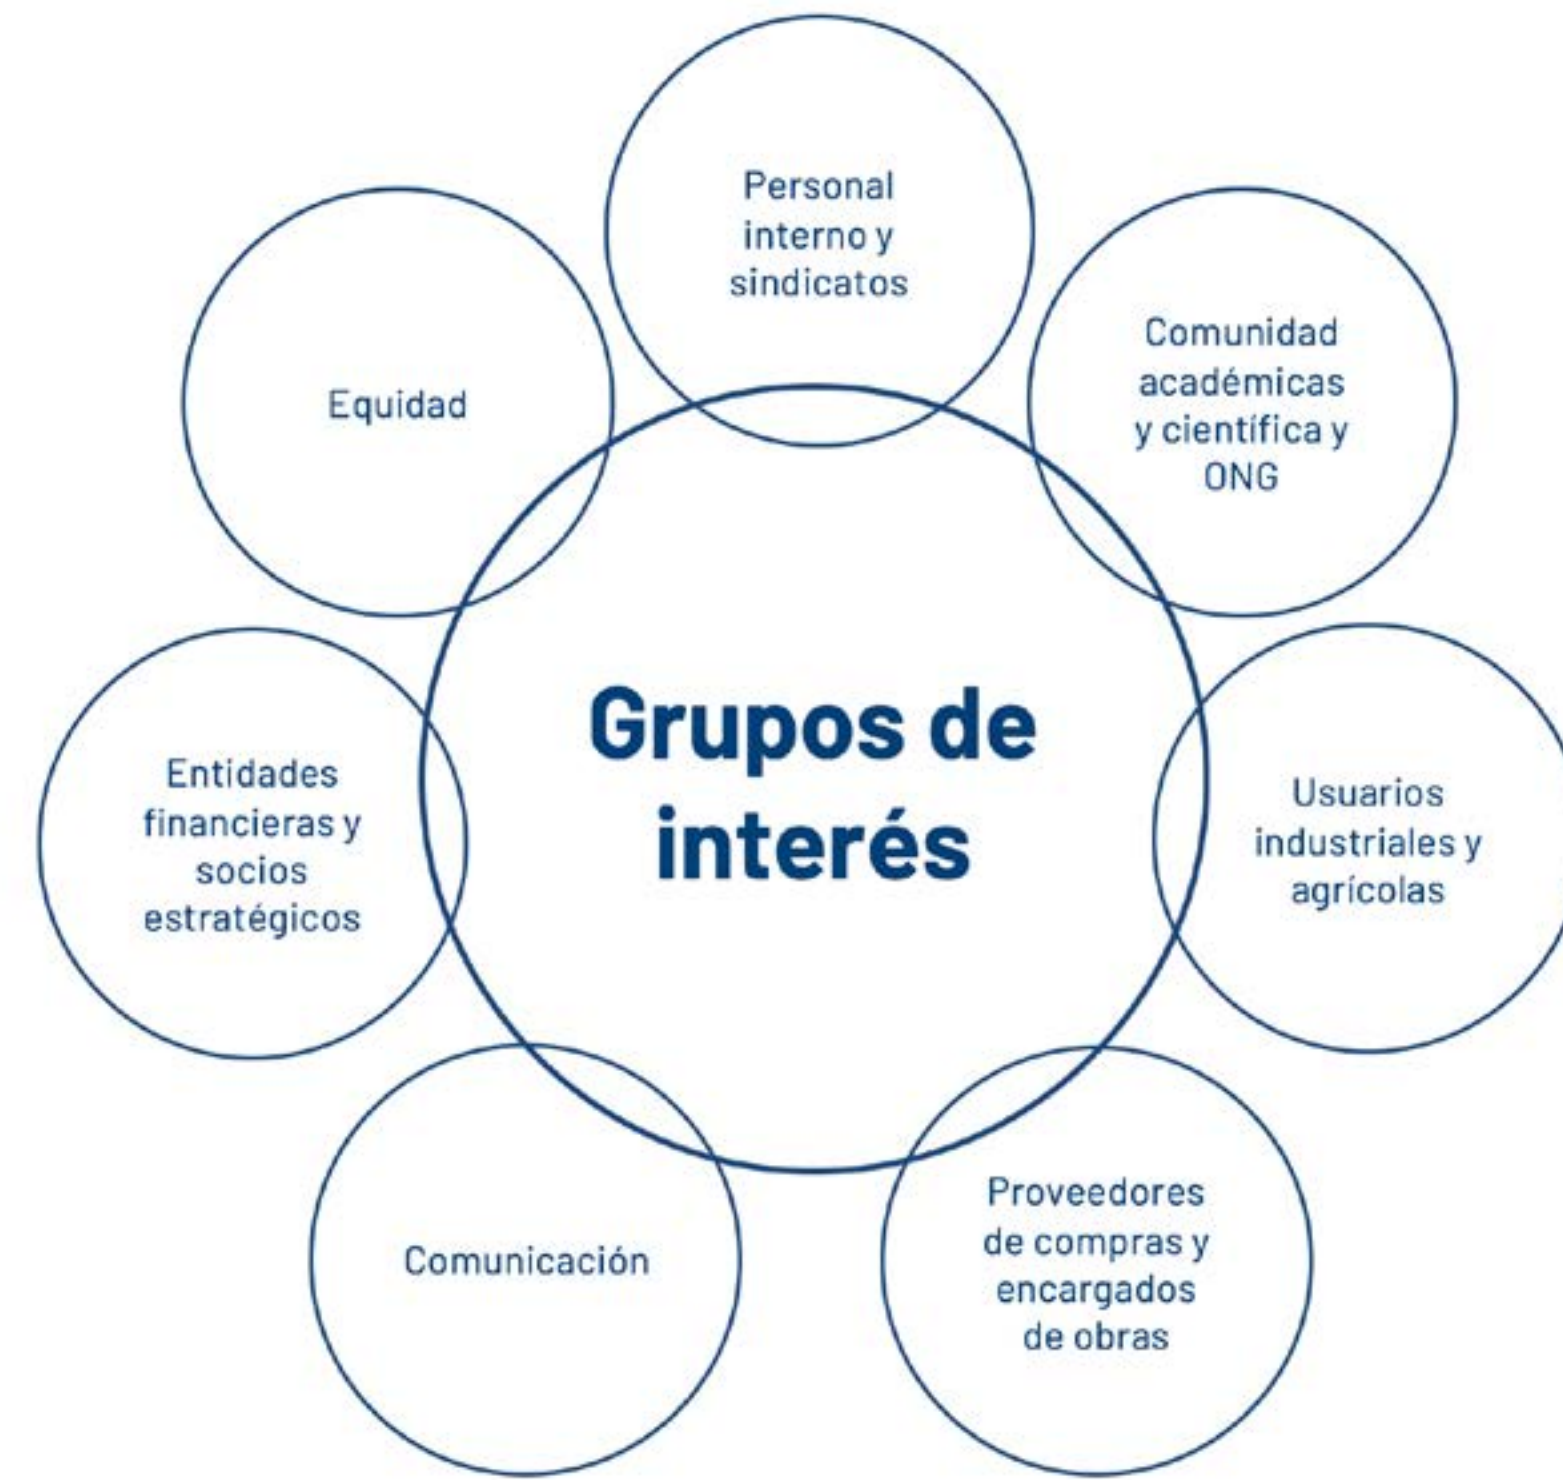 Personal
interno y
sindicatos
Comunidad
académicas
y científica y
ONG
Equidad
Grupos de
interés
Entidades
financieras y
socios
estratégicos
Usuarios
industriales y
agrícolas
Comunicación
Proveedores
de compras y
encargados
de obras